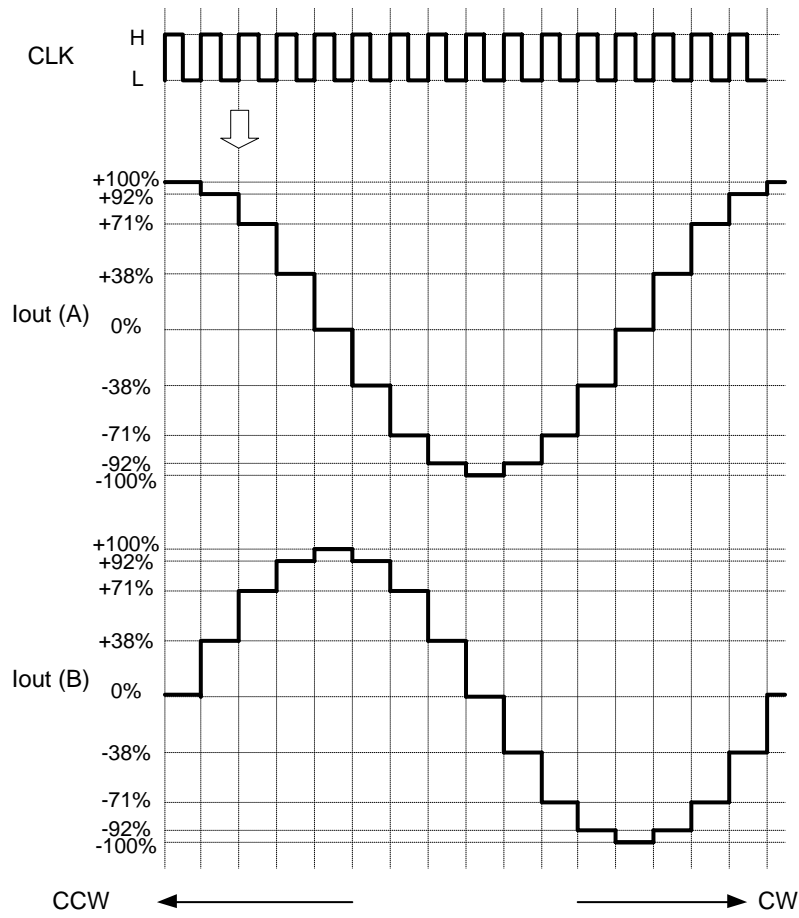 CLK
H
L
+100%
+92%
+71%
+38%
Iout (A)
0%
-38%
-71%
-92%
-100%
+100%
+92%
+71%
+38%
Iout (B)
0%
-38%
-71%
-92%
-100%
CCW
CW